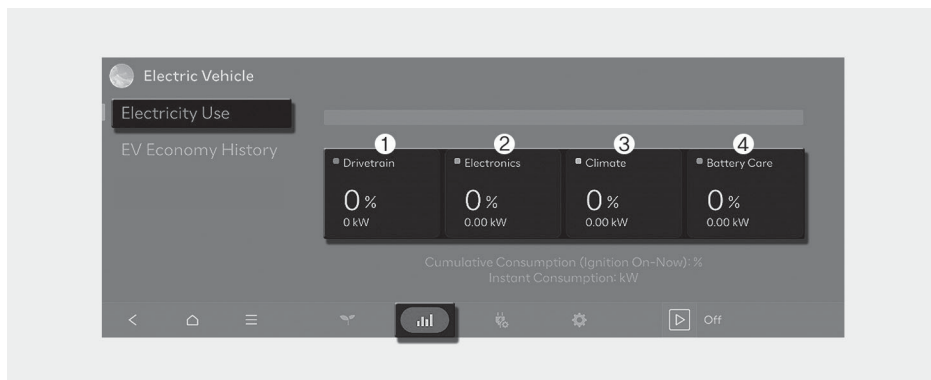 Electric Vehicle
Electricity Use
EV Economy History
1 2 3 4
Drivetrain Electronics Climate Battery Care
0 % 0 % 0 % 0 %
0 kW 0.00 kW 0.00 kW 0.00 kW
Cumulative Consumption (Ignition On-Now): %
Instant Consumption: kW
Off